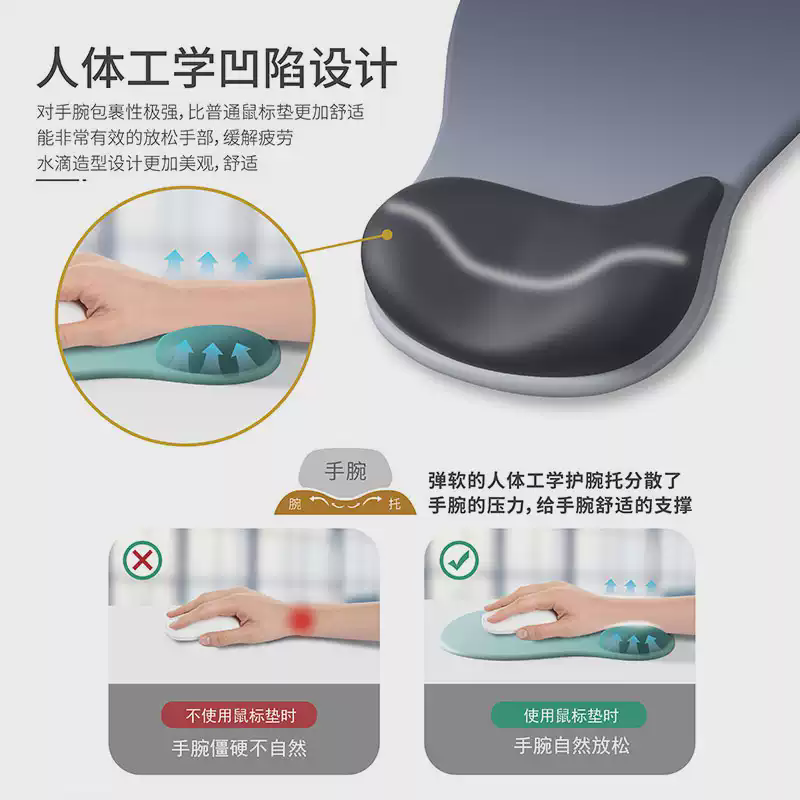 人体工学凹陷设计
对手腕包裹性极强，比普通鼠标垫更加舒适
能非常有效的放松手部，缓解疲劳
水滴造型设计更加美观，舒适
手腕
腕 托
弹软的人体工学护腕托分散了
手腕的压力，给手腕舒适的支撑
不使用鼠标垫时
手腕僵硬不自然
使用鼠标垫时
手腕自然放松